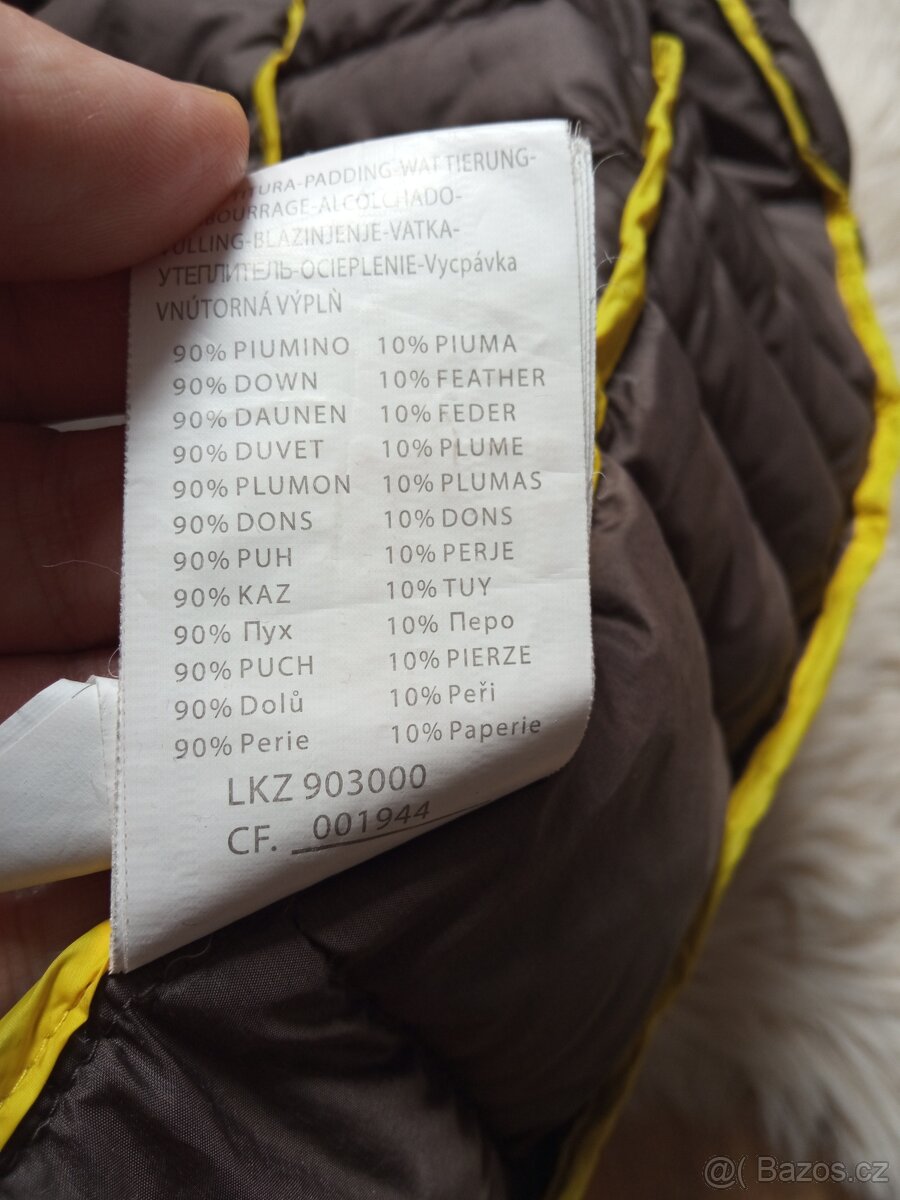 PADDING-WATTIERUNG-
ALCOLCHADO-
BLAZINJENJE-VATKA-
УТЕПЛИТЕЛЬ-OCIEPLENIE-Vycpávka
VNÚTORNÁ VÝPLŇ
90% PIUMINO 10% PIUMA
90% DOWN 10% FEATHER
90% DAUNEN 10% FEDER
90% DUVET 10% PLUME
90% PLUMON 10% PLUMAS
90% DONS 10% DONS
90% PUH 10% PERJE
90% KAZ 10% TUY
90% Пух 10% Перо
90% PUCH 10% PIERZE
90% Dolů 10% Peři
90% Perie 10% Paperie
LKZ 903000
CF. 001944
@( Bazos.cz